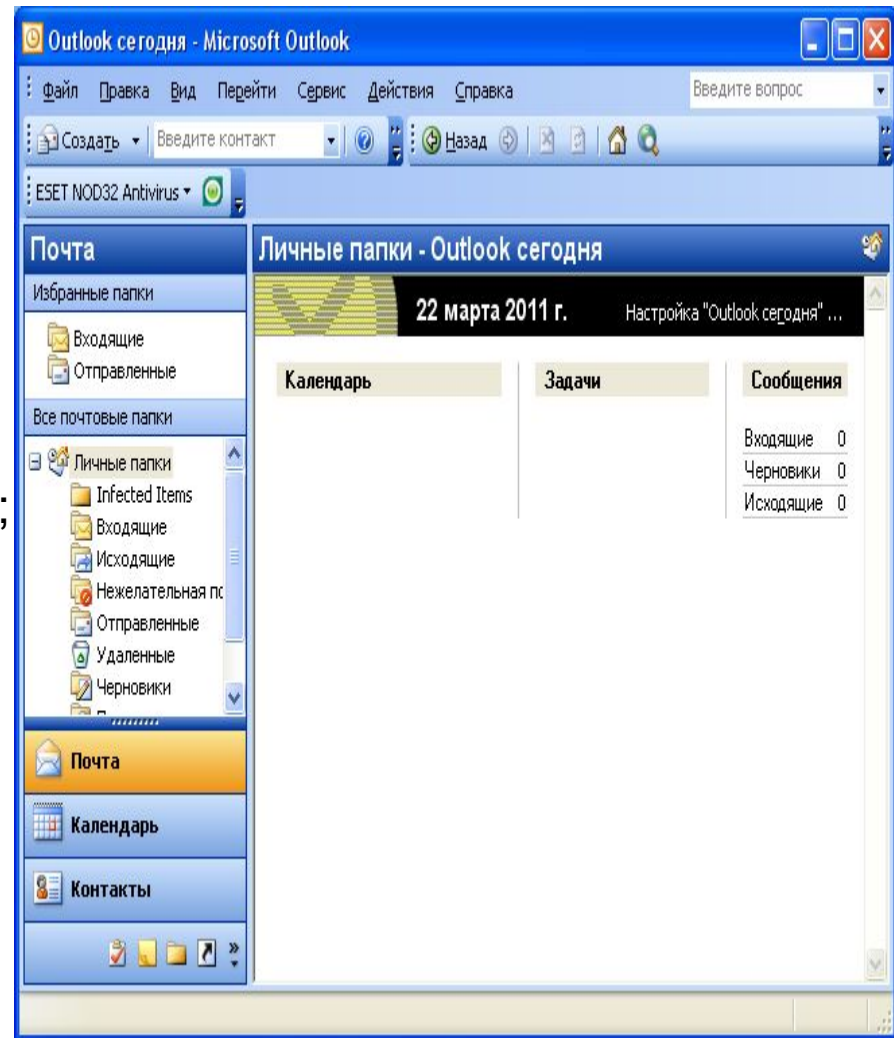 Outlook сегодня - Microsoft Outlook
Файл Правка Вид Перейти Сервис Действия Справка Введите вопрос
Создать Введите контакт Назад
ESET NOD32 Antivirus
Почта
Избранные папки
Входящие
Отправленные
Все почтовые папки
Личные папки
Infected Items
Входящие
Исходящие
Нежелательная пс
Отправленные
Удаленные
Черновики
Почта
Календарь
Контакты
;
Личные папки - Outlook сегодня
22 марта 2011 г. Настройка "Outlook сегодня" ...
Календарь Задачи Сообщения
Входящие 0
Черновики 0
Исходящие 0